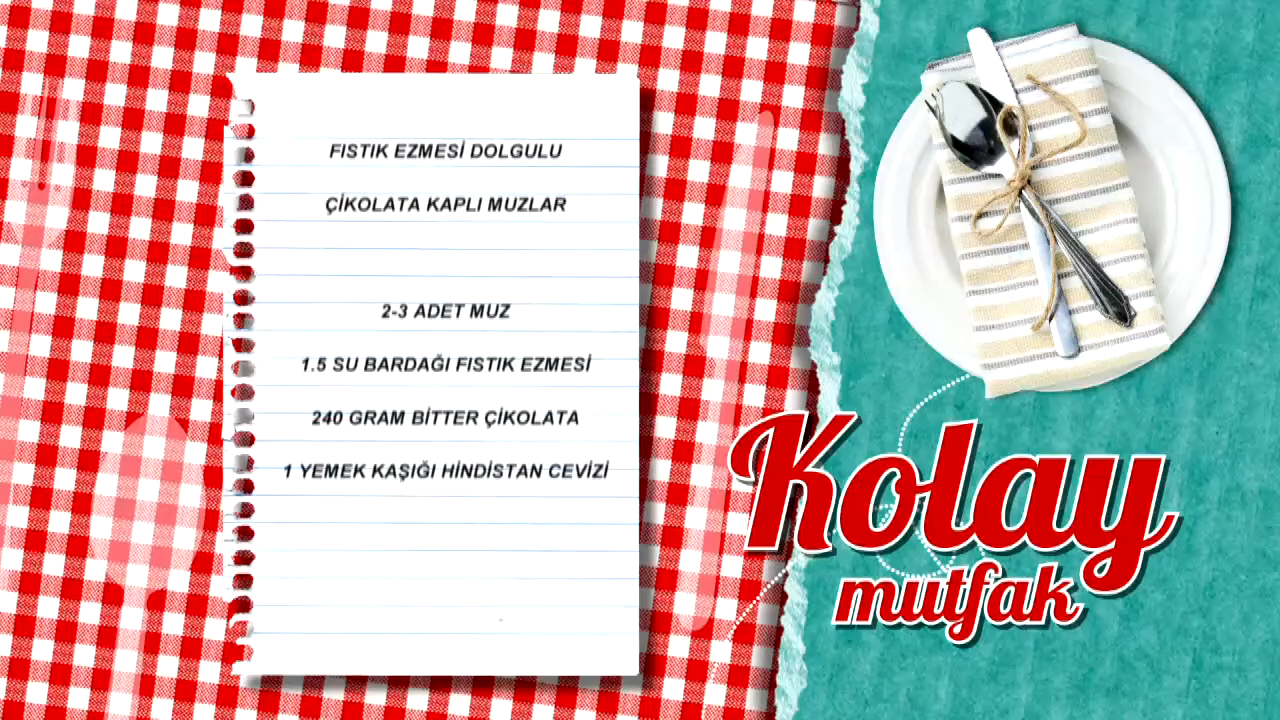 FISTIK EZMESİ DOLGULU
ÇİKOLATA KAPLI MUZLAR
2-3 ADET MUZ
1.5 SU BARDAĞI FISTIK EZMESİ
240 GRAM BİTTER ÇİKOLATA
1 YEMEK KAŞIĞI HİNDİSTAN CEVİZİ
Kolay
mutfak